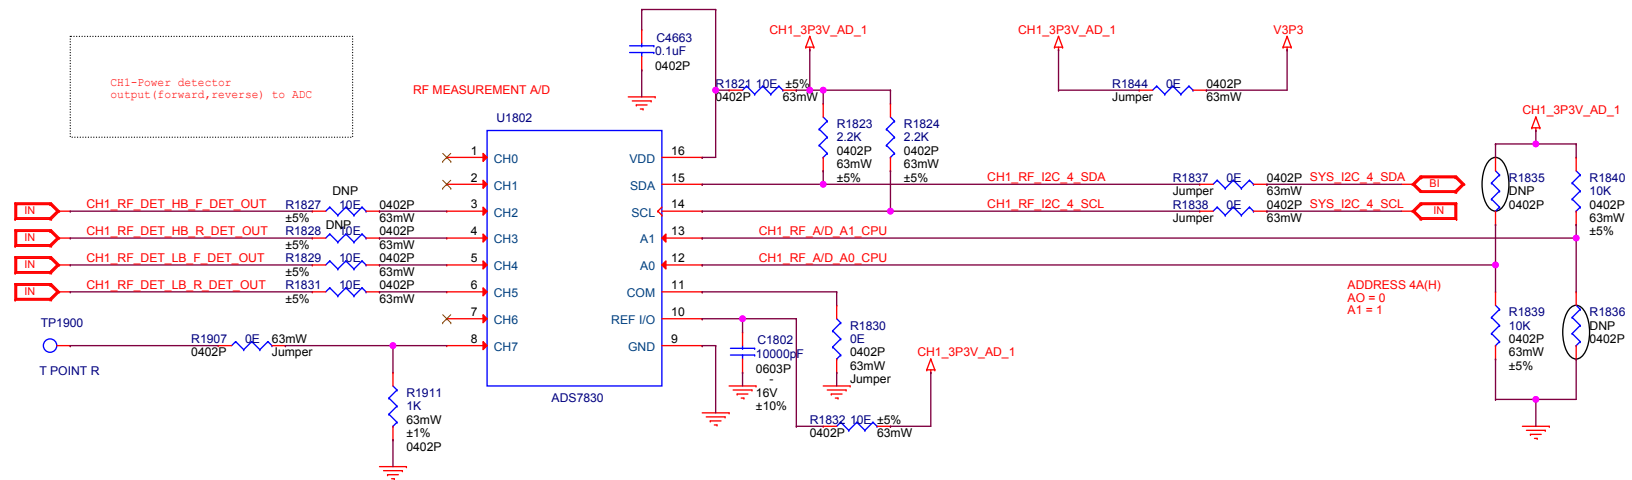 CH1-Power detector
output(forward,reverse) to ADC
RF MEASUREMENT A/D
C4663
0.1uF
0402P
CH1_3P3V_AD_1
R1821 10E ±5%
0402P 63mW
CH1_3P3V_AD_1
V3P3
R1844 0E 0402P
Jumper 63mW
R1823
2.2K
0402P
63mW
±5%
R1824
2.2K
0402P
63mW
±5%
U1802
1 CH0
2 CH1
3 CH2
4 CH3
5 CH4
6 CH5
7 CH6
8 CH7
VDD 16
SDA 15
SCL 14
A1 13
A0 12
COM 11
REF I/O 10
GND 9
ADS7830
IN CH1_RF_DET_HB_F_DET_OUT R1827 DNP 10E 0402P
±5% 63mW
IN CH1_RF_DET_HB_R_DET_OUT R1828 DNP 10E 0402P
±5% 63mW
IN CH1_RF_DET_LB_F_DET_OUT R1829 10E 0402P
±5% 63mW
IN CH1_RF_DET_LB_R_DET_OUT R1831 10E 0402P
±5% 63mW
TP1900
T POINT R
R1907 0E 63mW
0402P Jumper
R1911
1K
63mW
±1%
0402P
CH1_RF_I2C_4_SDA R1837 0E 0402P SYS_I2C_4_SDA BI
Jumper 63mW
CH1_RF_I2C_4_SCL R1838 0E 0402P SYS_I2C_4_SCL IN
Jumper 63mW
CH1_RF_A/D_A1_CPU
CH1_RF_A/D_A0_CPU
C1802
10000pF
0603P
-
16V
±10%
R1830
0E
0402P
63mW
Jumper
CH1_3P3V_AD_1
R1832 10E ±5%
0402P 63mW
CH1_3P3V_AD_1
R1835
DNP
0402P
R1840
10K
0402P
63mW
±5%
ADDRESS 4A(H)
AO = 0
A1 = 1
R1839
10K
0402P
63mW
±5%
R1836
DNP
0402P